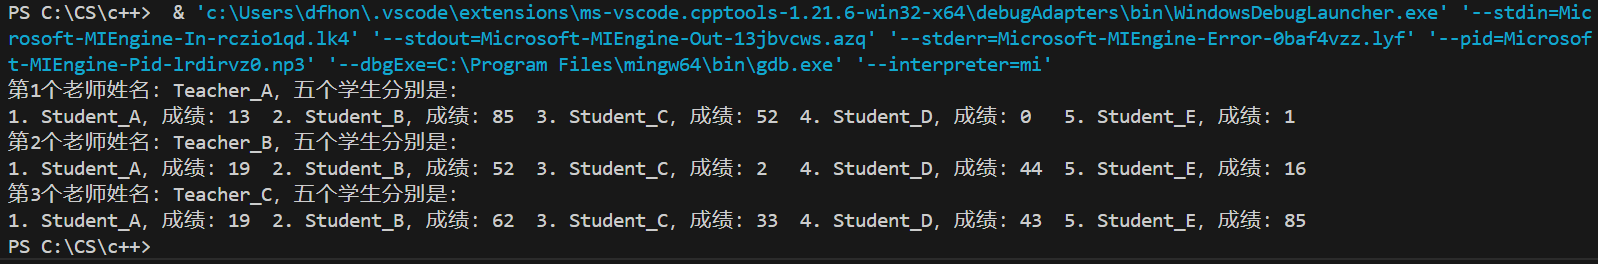 PS C:\CS\c++>  & 'c:\Users\dfhon\.vscode\extensions\ms-vscode.cpptools-1.21.6-win32-x64\debugAdapters\bin\WindowsDebugLauncher.exe' '--stdin=Mic
rosoft-MIEngine-In-rczio1qd.lk4' '--stdout=Microsoft-MIEngine-Out-13jbvcws.azq' '--stderr=Microsoft-MIEngine-Error-0baf4vzz.lyf' '--pid=Microsof
t-MIEngine-Pid-lrdirvz0.np3' '--dbgExe=C:\Program Files\mingw64\bin\gdb.exe' '--interpreter=mi'
第1个老师姓名: Teacher_A, 五个学生分别是:
1. Student_A, 成绩: 13  2. Student_B, 成绩: 85  3. Student_C, 成绩: 52  4. Student_D, 成绩: 0   5. Student_E, 成绩: 1
第2个老师姓名: Teacher_B, 五个学生分别是:
1. Student_A, 成绩: 19  2. Student_B, 成绩: 52  3. Student_C, 成绩: 2   4. Student_D, 成绩: 44  5. Student_E, 成绩: 16
第3个老师姓名: Teacher_C, 五个学生分别是:
1. Student_A, 成绩: 19  2. Student_B, 成绩: 62  3. Student_C, 成绩: 33  4. Student_D, 成绩: 43  5. Student_E, 成绩: 85
PS C:\CS\c++>